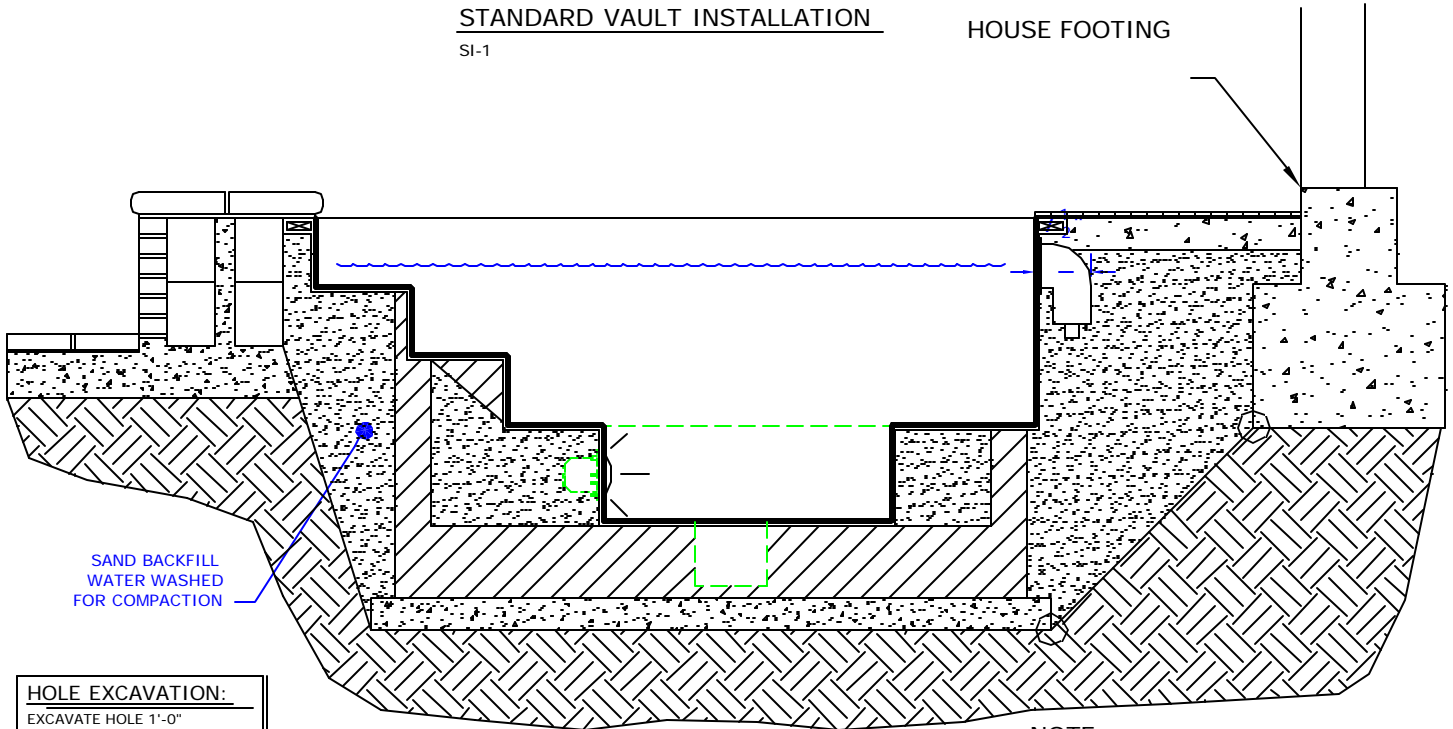 STANDARD VAULT INSTALLATION
SI-1
HOUSE FOOTING
SAND BACKFILL
WATER WASHED
FOR COMPACTION
HOLE EXCAVATION:
EXCAVATE HOLE 1'-0"
NOTE